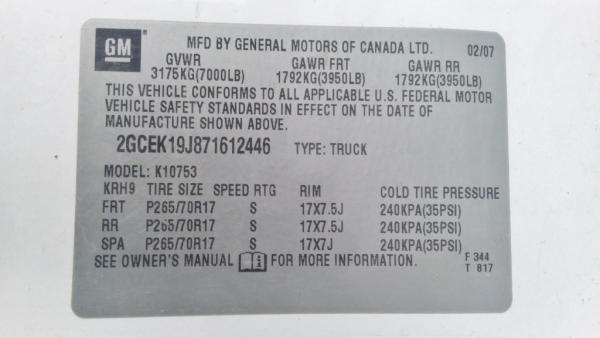 GM
MFD BY GENERAL MOTORS OF CANADA LTD. 02/07
GVWR GAWR FRT GAWR RR
3175KG(7000LB) 1792KG(3950LB) 1792KG(3950LB)
THIS VEHICLE CONFORMS TO ALL APPLICABLE U.S. FEDERAL MOTOR
VEHICLE SAFETY STANDARDS IN EFFECT ON THE DATE OF
MANUFACTURE SHOWN ABOVE.
2GCEK19J871612446 TYPE: TRUCK
MODEL: K10753
KRH9 TIRE SIZE SPEED RTG RIM COLD TIRE PRESSURE
FRT P265/70R17 S 17X7.5J 240KPA(35PSI)
RR P265/70R17 S 17X7.5J 240KPA(35PSI)
SPA P265/70R17 S 17X7J 240KPA(35PSI)
SEE OWNER'S MANUAL FOR MORE INFORMATION. F 344
T 817